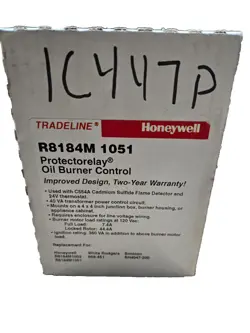 1C447P
TRADELINE® Honeywell
R8184M 1051
Protectorelay®
Oil Burner Control
Improved Design, Two-Year Warranty!
• Used with C554A Cadmium Sulfide Flame Detector and
24V thermostat.
• 40 VA transformer power control circuit.
• Mounts on a 4 x 4 inch junction box, burner housing, or
appliance cabinet.
• Requires enclosure for line voltage wiring.
• Burner motor load ratings at 120 Vac:
Full Load: 7.4A
Locked Rotor: 44.4A
• Ignition rating: 360 VA in addition to above burner motor
load.
Replacement For:
Honeywell White Rodgers